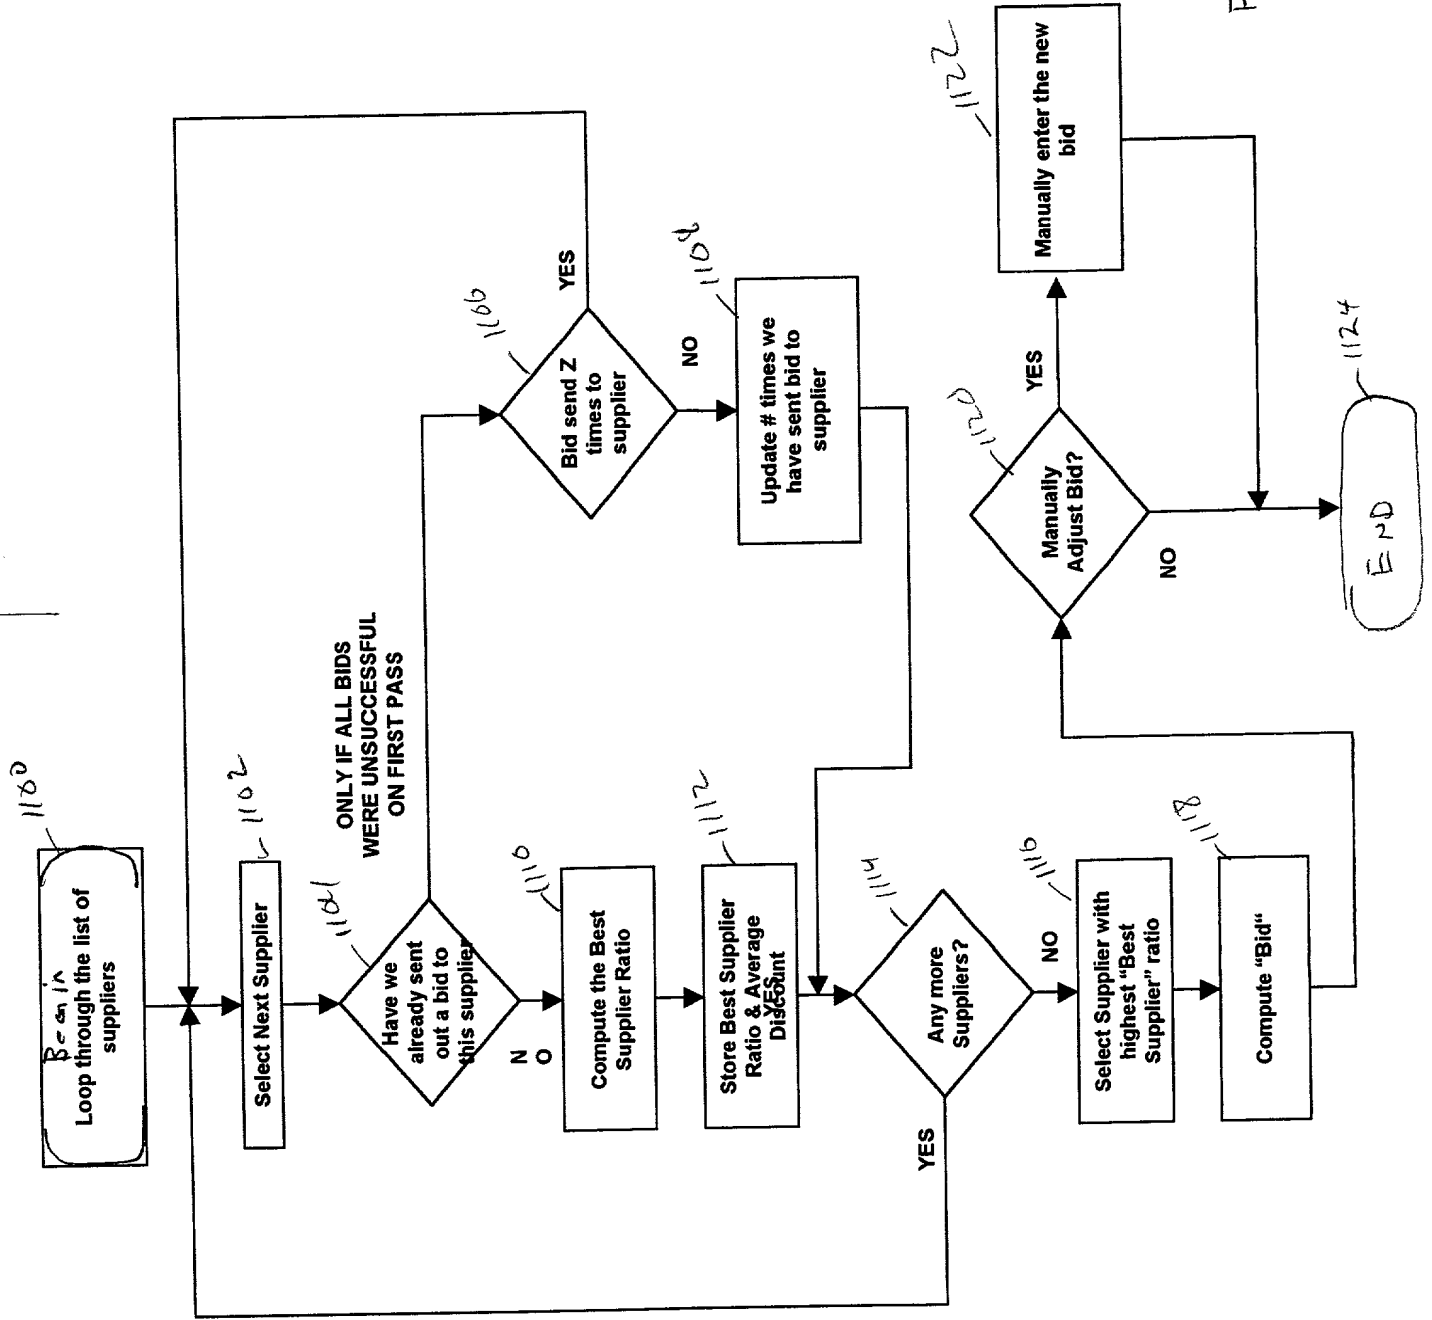 1100
Begin
Loop through the list of
suppliers
1102
Select Next Supplier
1104
Have we
already sent
out a bid to
this supplier
ONLY IF ALL BIDS
WERE UNSUCCESSFUL
ON FIRST PASS
N
O
1106
Bid send Z
times to
supplier
YES
NO
1108
Update # times we
have sent bid to
supplier
1110
Compute the Best
Supplier Ratio
1112
Store Best Supplier
Ratio & Average
YES
Discount
1114
Any more
Suppliers?
YES
NO
1116
Select Supplier with
highest “Best
Supplier” ratio
1118
Compute “Bid“
1120
Manually
Adjust Bid?
YES
NO
1122
Manually enter the new
bid
1124
END